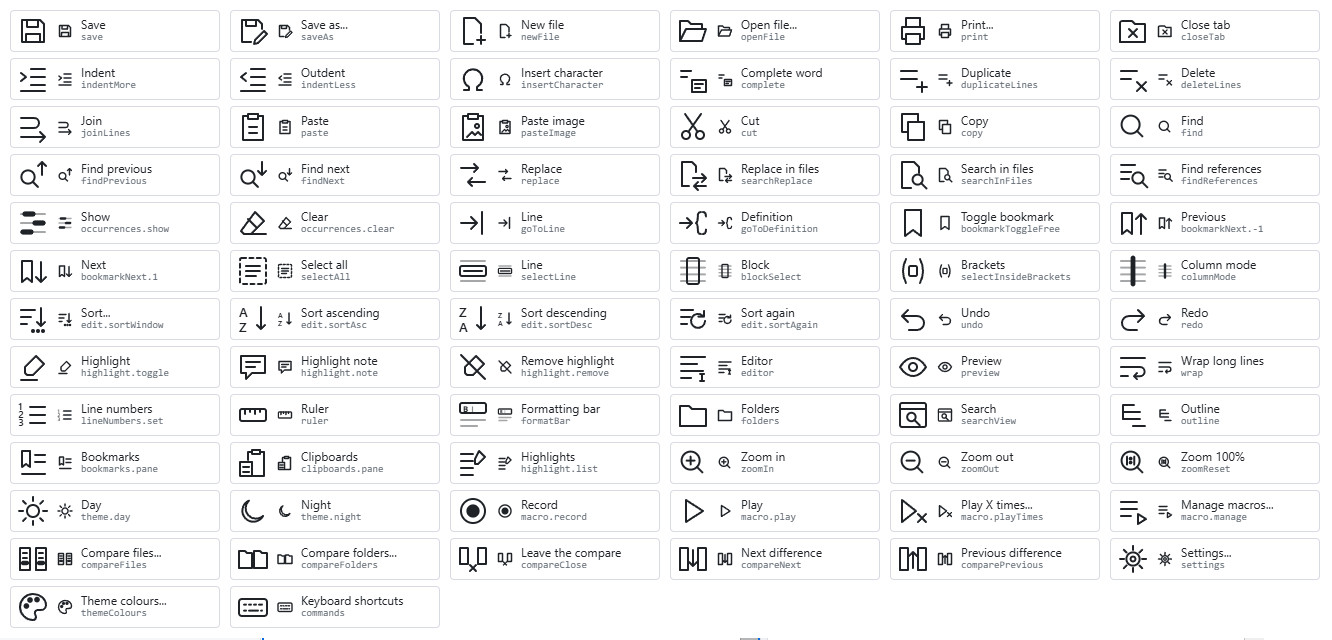 Save
save
Save as...
saveAs
New file
newFile
Open file...
openFile
Print...
print
Close tab
closeTab
Indent
indentMore
Outdent
indentLess
Insert character
insertCharacter
Complete word
complete
Duplicate
duplicateLines
Delete
deleteLines
Join
joinLines
Paste
paste
Paste image
pasteImage
Cut
cut
Copy
copy
Find
find
Find previous
findPrevious
Find next
findNext
Replace
replace
Replace in files
searchReplace
Search in files
searchInFiles
Find references
findReferences
Show
occurrences.show
Clear
occurrences.clear
Line
goToLine
Definition
goToDefinition
Toggle bookmark
bookmarkToggleFree
Previous
bookmarkNext.-1
Next
bookmarkNext.1
Select all
selectAll
Line
selectLine
Block
blockSelect
Brackets
selectInsideBrackets
Column mode
columnMode
Sort...
edit.sortWindow
A
Z
Sort ascending
edit.sortAsc
Z
A
Sort descending
edit.sortDesc
Sort again
edit.sortAgain
Undo
undo
Redo
redo
Highlight
highlight.toggle
Highlight note
highlight.note
Remove highlight
highlight.remove
Editor
editor
Preview
preview
Wrap long lines
wrap
1
2
3
Line numbers
lineNumbers.set
Ruler
ruler
B I
Formatting bar
formatBar
Folders
folders
Search
searchView
Outline
outline
Bookmarks
bookmarks.pane
Clipboards
clipboards.pane
Highlights
highlight.list
Zoom in
zoomIn
Zoom out
zoomOut
Zoom 100%
zoomReset
Day
theme.day
Night
theme.night
Record
macro.record
Play
macro.play
Play X times...
macro.playTimes
Manage macros...
macro.manage
Compare files...
compareFiles
Compare folders...
compareFolders
Leave the compare
compareClose
Next difference
compareNext
Previous difference
comparePrevious
Settings...
settings
Theme colours...
themeColours
Keyboard shortcuts
commands